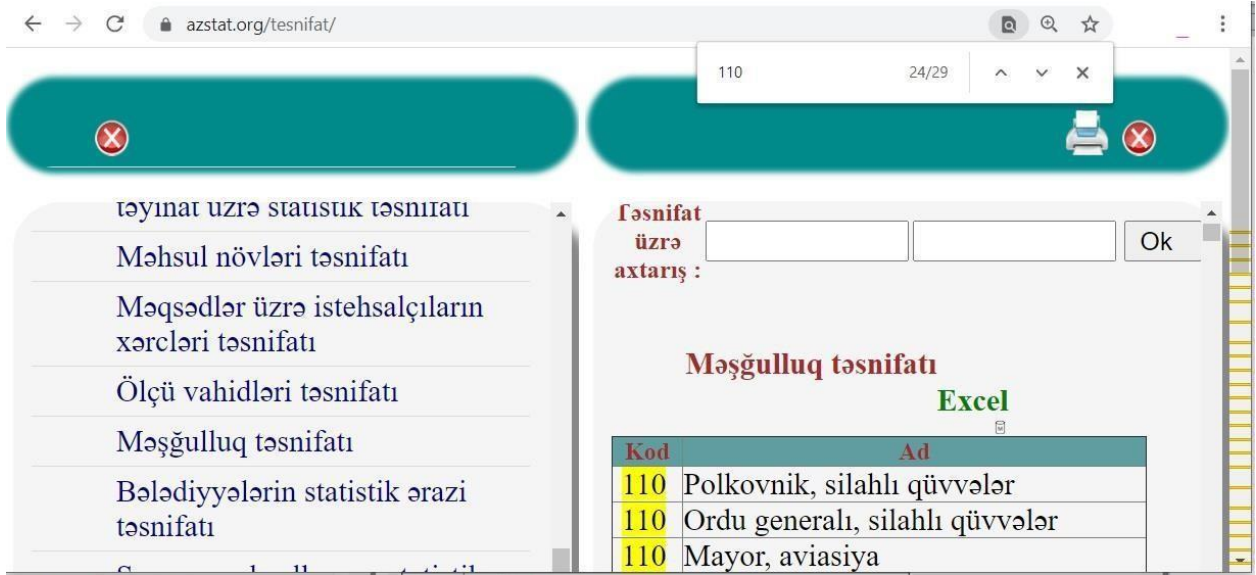 azstat.org/tesnifat/
110
24/29
təyinat üzrə statistik təsnifatı
Məhsul növləri təsnifatı
Məqsədlər üzrə istehsalçıların
xərcləri təsnifatı
Ölçü vahidləri təsnifatı
Məşğulluq təsnifatı
Bələdiyyələrin statistik ərazi
təsnifatı
Təsnifat
üzrə
axtarış :
Ok
Məşğulluq təsnifatı
Excel
Kod Ad
110 Polkovnik, silahlı qüvvələr
110 Ordu generalı, silahlı qüvvələr
110 Mayor, aviasiya